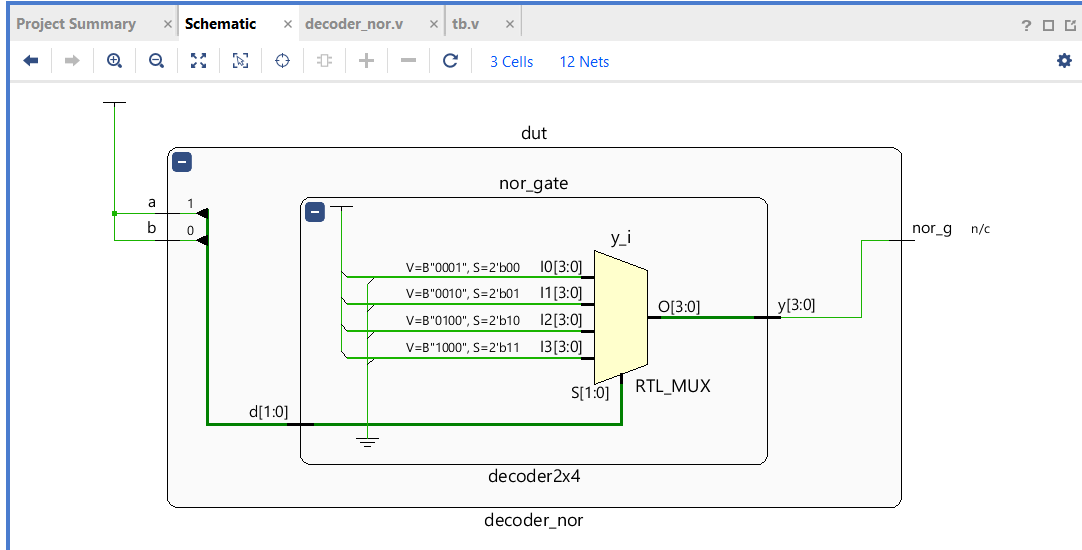 Project Summary × Schematic × decoder_nor.v × tb.v × ?
3 Cells 12 Nets
dut
nor_gate
a 1
b 0
nor_g n/c
y_i
V=B"0001", S=2'b00 I0[3:0]
V=B"0010", S=2'b01 I1[3:0]
V=B"0100", S=2'b10 I2[3:0]
V=B"1000", S=2'b11 I3[3:0]
O[3:0] y[3:0]
S[1:0] RTL_MUX
d[1:0]
decoder2x4
decoder_nor